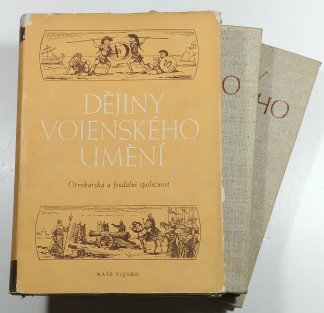 DĚJINY
VOJENSKÉHO
UMĚNÍ
Otrokářská a feudální společnost
NAŠE VOJSKO